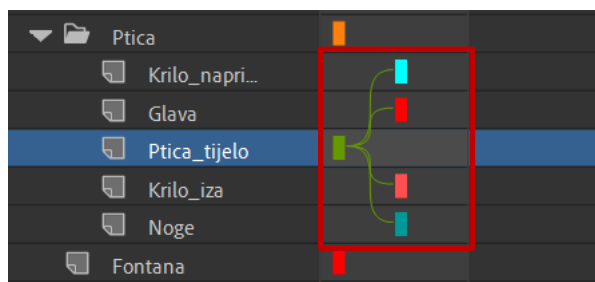 Ptica
Krilo_napri...
Glava
Ptica_tijelo
Krilo_iza
Noge
Fontana